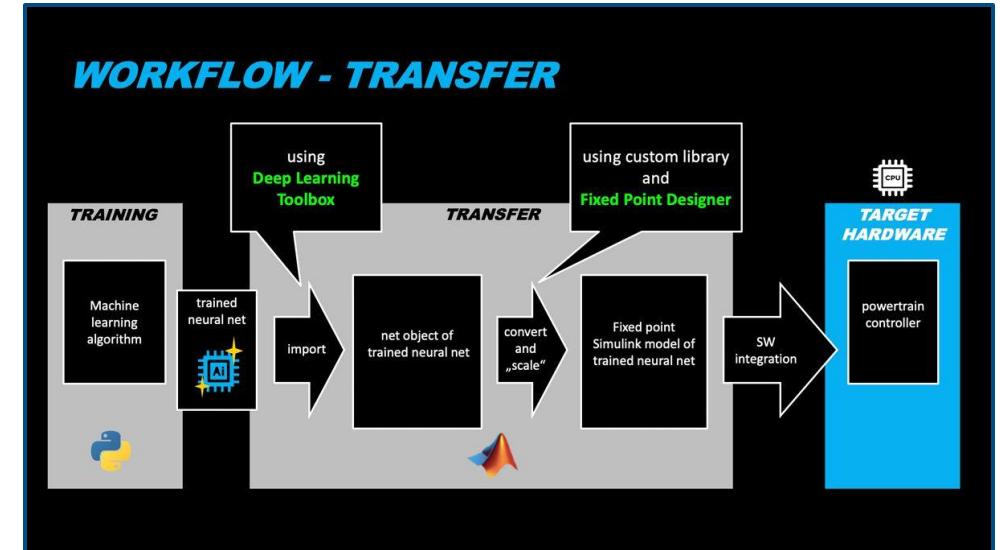 WORKFLOW - TRANSFER
using
Deep Learning
Toolbox
using custom library
and
Fixed Point Designer
CPU
TRAINING
TRANSFER
TARGET
HARDWARE
Machine
learning
algorithm
trained
neural net
Ai
import
net object of
trained neural net
convert
and
„scale“
Fixed point
Simulink model of
trained neural net
SW
integration
powertrain
controller